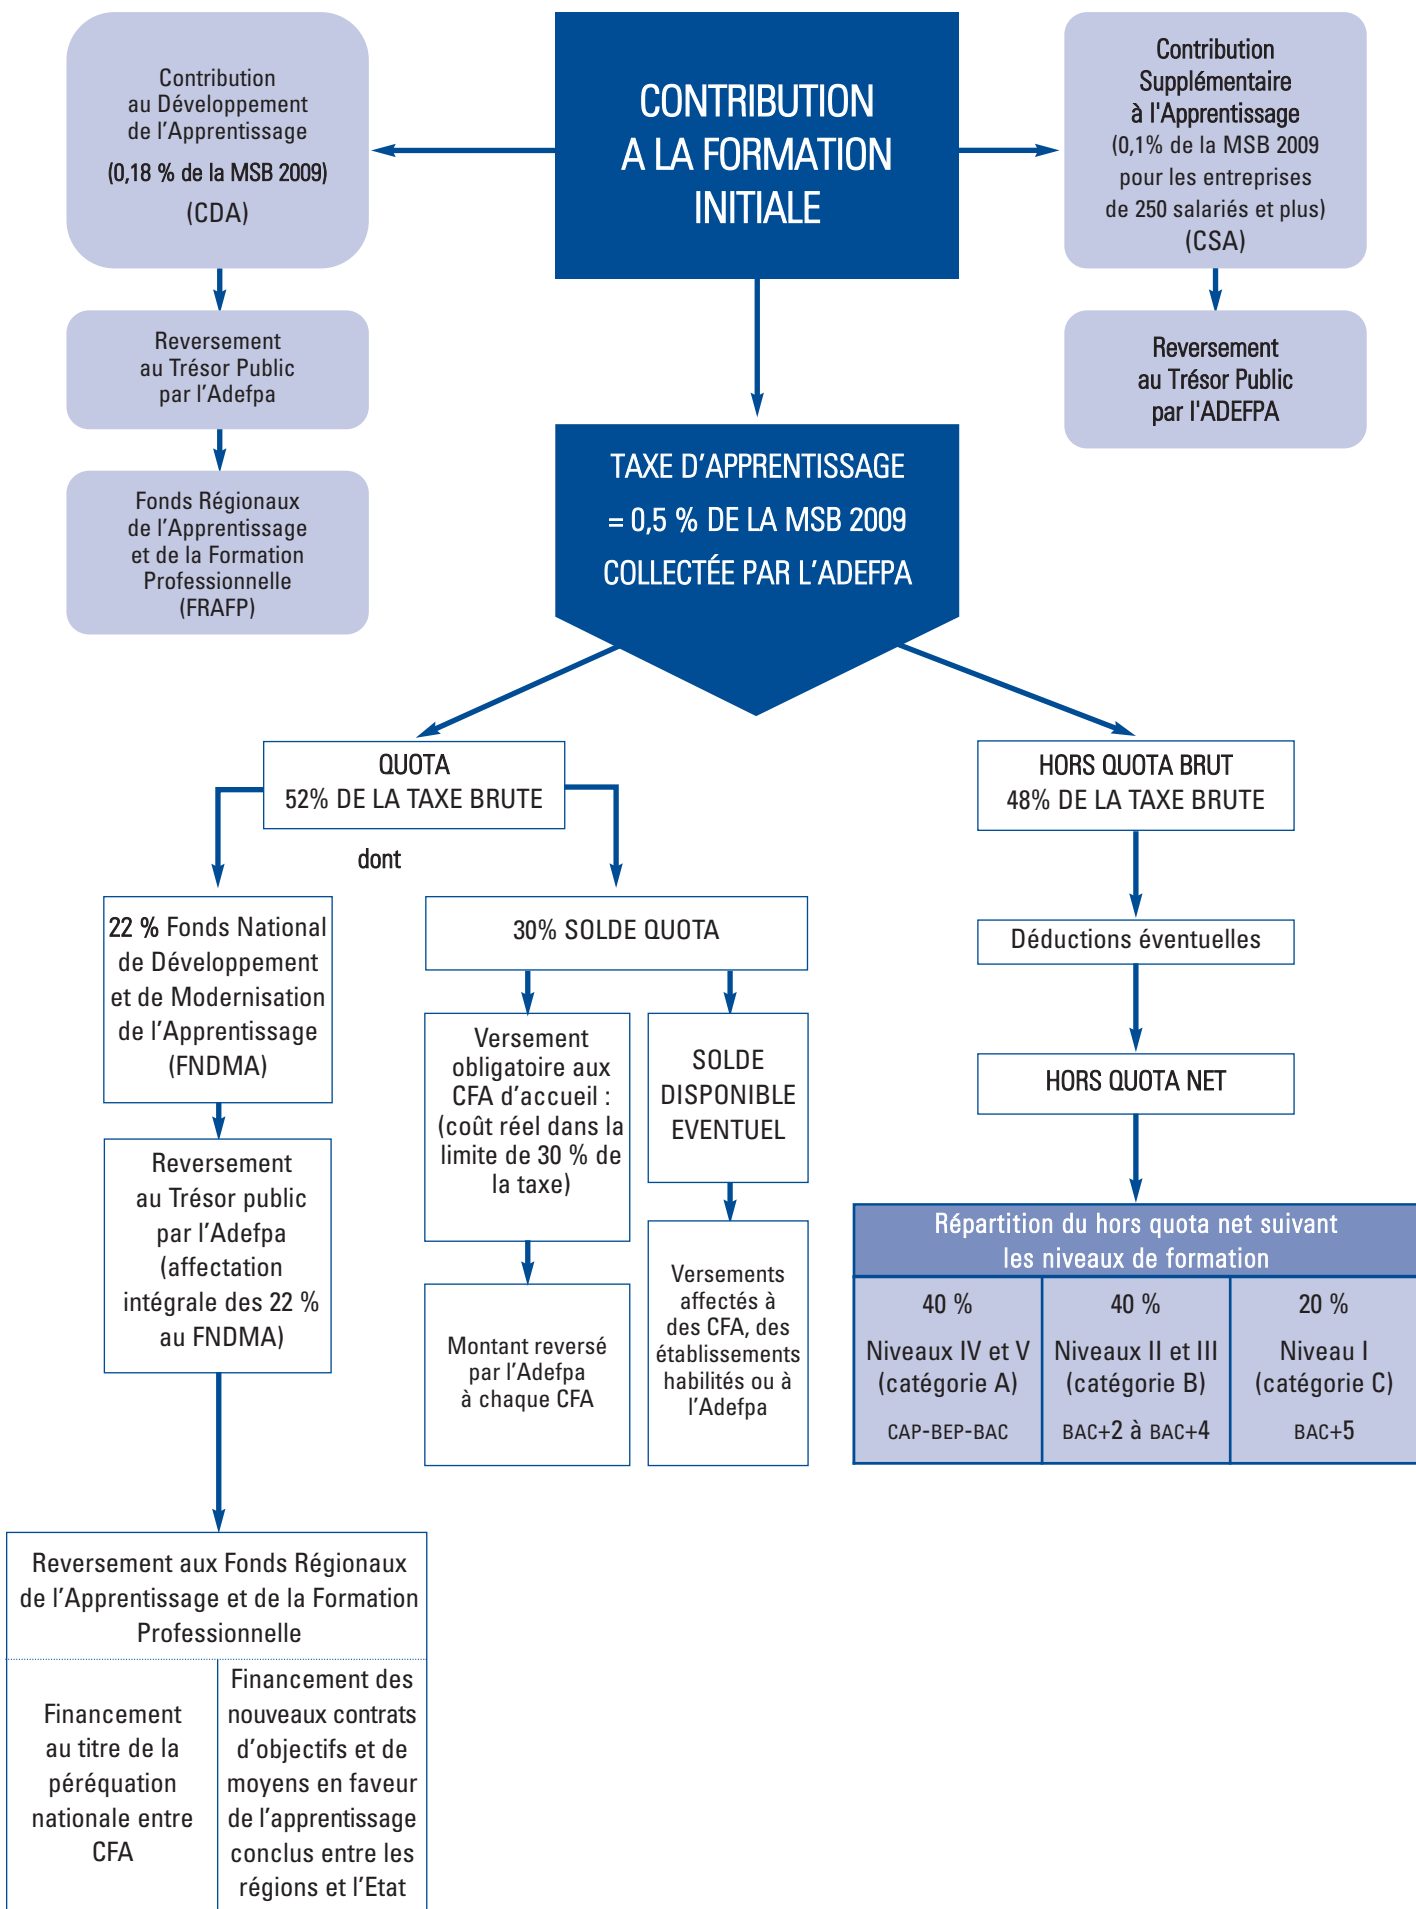 Contribution
au Développement
de l'Apprentissage
(0,18 % de la MSB 2009)
(CDA)
CONTRIBUTION
A LA FORMATION
INITIALE
Contribution
Supplémentaire
à l'Apprentissage
(0,1% de la MSB 2009
pour les entreprises
de 250 salariés et plus)
(CSA)
Reversement
au Trésor Public
par l'Adefpa
Reversement
au Trésor Public
par l'ADEFPA
Fonds Régionaux
de l'Apprentissage
et de la Formation
Professionnelle
(FRAFP)
TAXE D'APPRENTISSAGE
= 0,5 % DE LA MSB 2009
COLLECTÉE PAR L'ADEFPA
QUOTA
52% DE LA TAXE BRUTE
HORS QUOTA BRUT
48% DE LA TAXE BRUTE
dont
22 % Fonds National
de Développement
et de Modernisation
de l'Apprentissage
(FNDMA)
30% SOLDE QUOTA
Déductions éventuelles
Versement
obligatoire aux
CFA d'accueil :
(coût réel dans la
limite de 30 % de
la taxe)
SOLDE
DISPONIBLE
EVENTUEL
HORS QUOTA NET
Reversement
au Trésor public
par l'Adefpa
(affectation
intégrale des 22 %
au FNDMA)
Montant reversé
par l'Adefpa
à chaque CFA
Versements
affectés à
des CFA, des
établissements
habilités ou à
l'Adefpa
Répartition du hors quota net suivant
les niveaux de formation
40 %
Niveaux IV et V
(catégorie A)
CAP-BEP-BAC
40 %
Niveaux II et III
(catégorie B)
BAC+2 à BAC+4
20 %
Niveau I
(catégorie C)
BAC+5
Reversement aux Fonds Régionaux
de l'Apprentissage et de la Formation
Professionnelle
Financement
au titre de la
péréquation
nationale entre
CFA
Financement des
nouveaux contrats
d'objectifs et de
moyens en faveur
de l'apprentissage
conclus entre les
régions et l'Etat